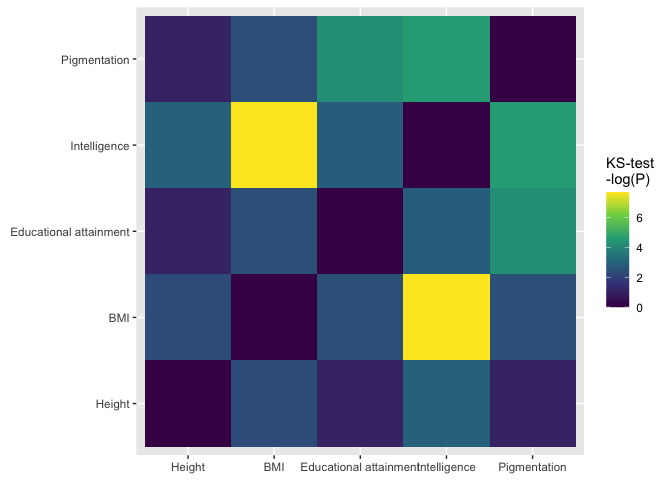 Pigmentation
Intelligence
Educational attainment
BMI
Height
Height
BMI
Educational attainment
Intelligence
Pigmentation
KS-test
-log(P)
6
4
2
0